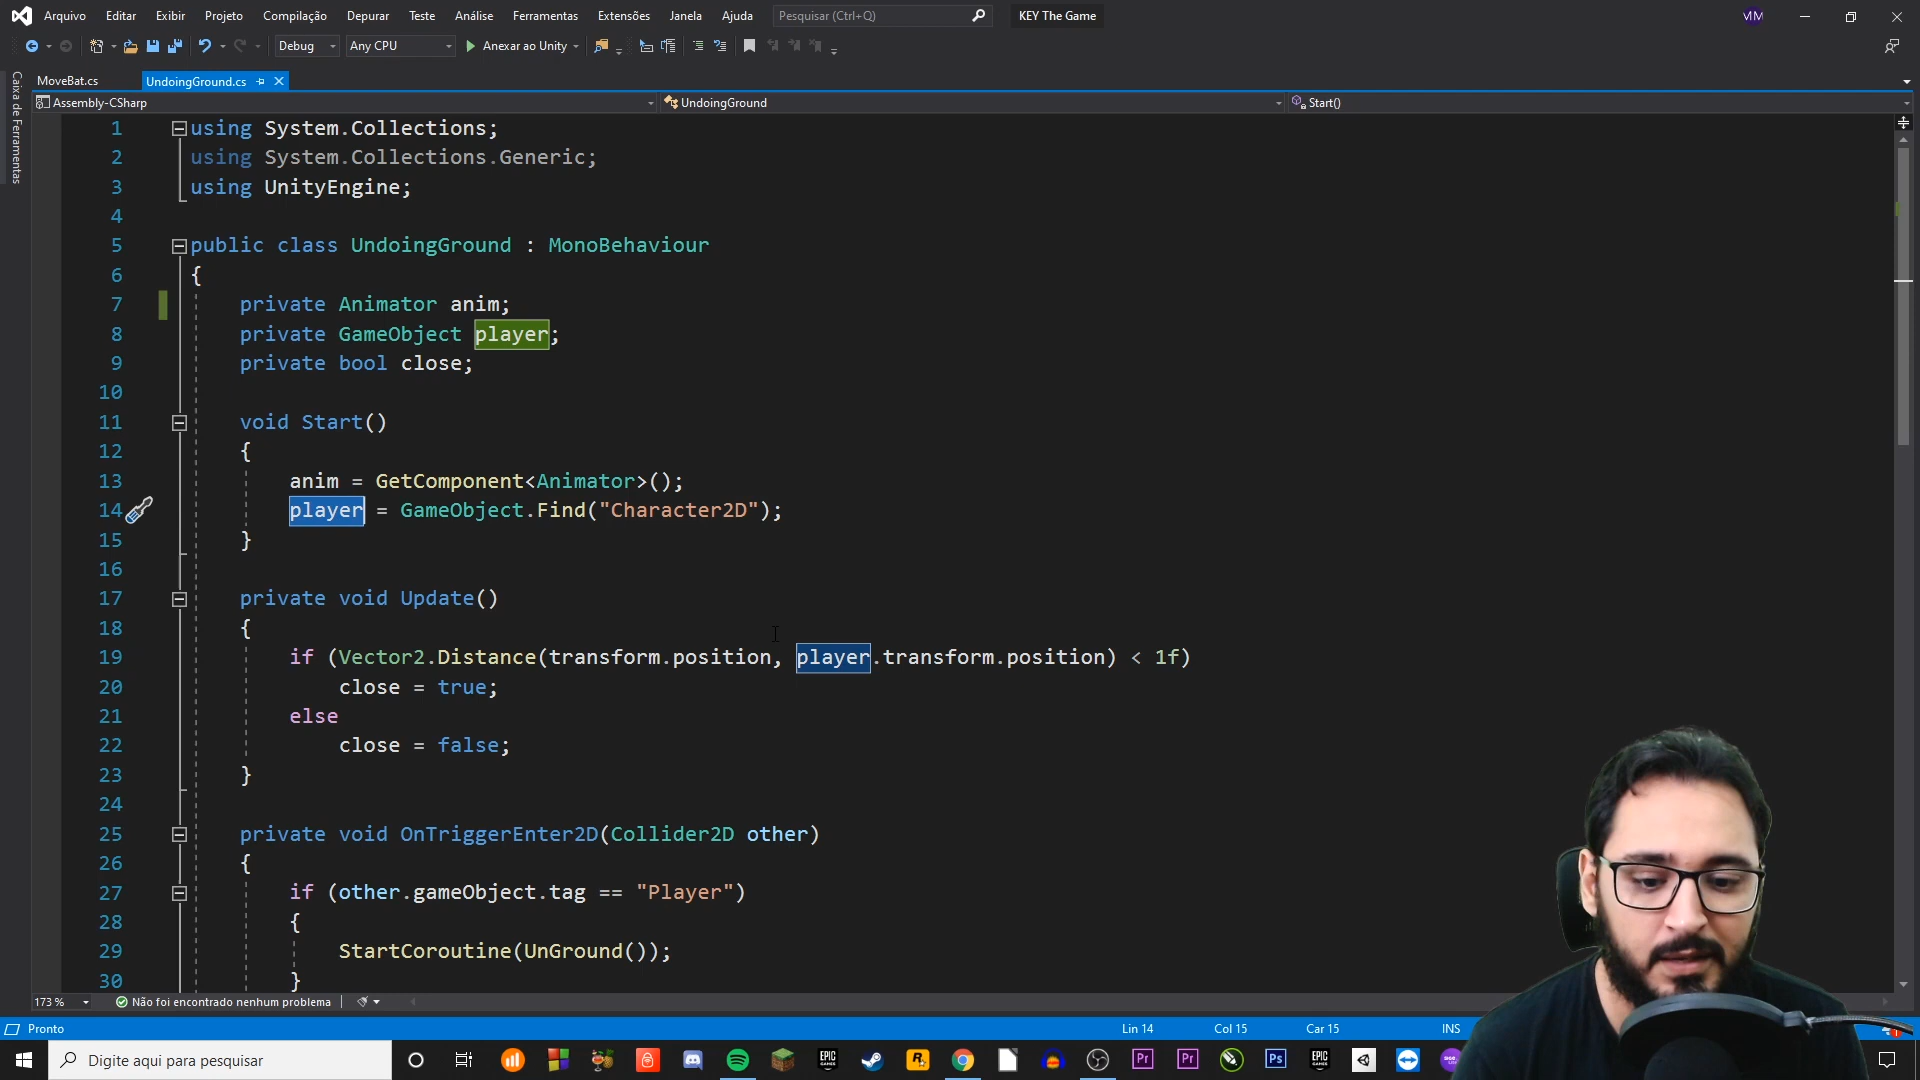 Arquivo Editar Exibir Projeto Compilação Depurar Teste Análise Ferramentas Extensões Janela Ajuda Pesquisar (Ctrl+Q) KEY The Game
Debug Any CPU Anexar ao Unity
MoveBat.cs UndoingGround.cs
Caixa de Ferramentas
Assembly-CSharp UndoingGround Start()
1 using System.Collections;
2 using System.Collections.Generic;
3 using UnityEngine;
4
5 public class UndoingGround : MonoBehaviour
6 {
7 private Animator anim;
8 private GameObject player;
9 private bool close;
10
11 void Start()
12 {
13 anim = GetComponent<Animator>();
14 player = GameObject.Find("Character2D");
15 }
16
17 private void Update()
18 {
19 if (Vector2.Distance(transform.position, player.transform.position) < 1f)
20 close = true;
21 else
22 close = false;
23 }
24
25 private void OnTriggerEnter2D(Collider2D other)
26 {
27 if (other.gameObject.tag == "Player")
28 {
29 StartCoroutine(UnGround());
30 }
173 % Não foi encontrado nenhum problema
Pronto Lin 14 Col 15 Car 15 INS
Digite aqui para pesquisar